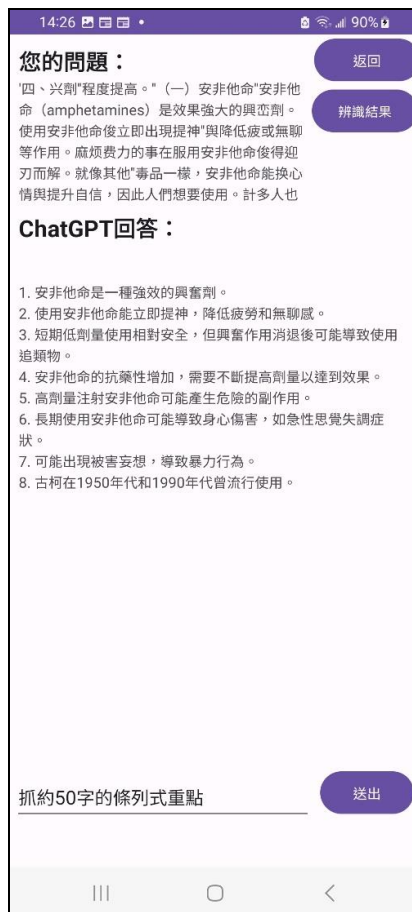 14:26
90%
您的問題：
返回
'四、兴劑"程度提高。"（一）安非他命"安非他
命（amphetamines）是效果強大的興峦劑。
辨識結果
使用安非他命俊立即出現提神"與降低疲或無聊
等作用。麻烦费力的事在服用安非他命俊得迎
刃而解。就像其他"毒品一檬，安非他命能换心
情舆提升自信，因此人們想要使用。計多人也
ChatGPT回答：
1. 安非他命是一種強效的興奮劑。
2. 使用安非他命能立即提神，降低疲勞和無聊感。
3. 短期低劑量使用相對安全，但興奮作用消退後可能導致使用
追類物。
4. 安非他命的抗藥性增加，需要不斷提高劑量以達到效果。
5. 高劑量注射安非他命可能產生危險的副作用。
6. 長期使用安非他命可能導致身心傷害，如急性思覺失調症
狀。
7. 可能出現被害妄想，導致暴力行為。
8. 古柯在1950年代和1990年代曾流行使用。
抓約50字的條列式重點
送出